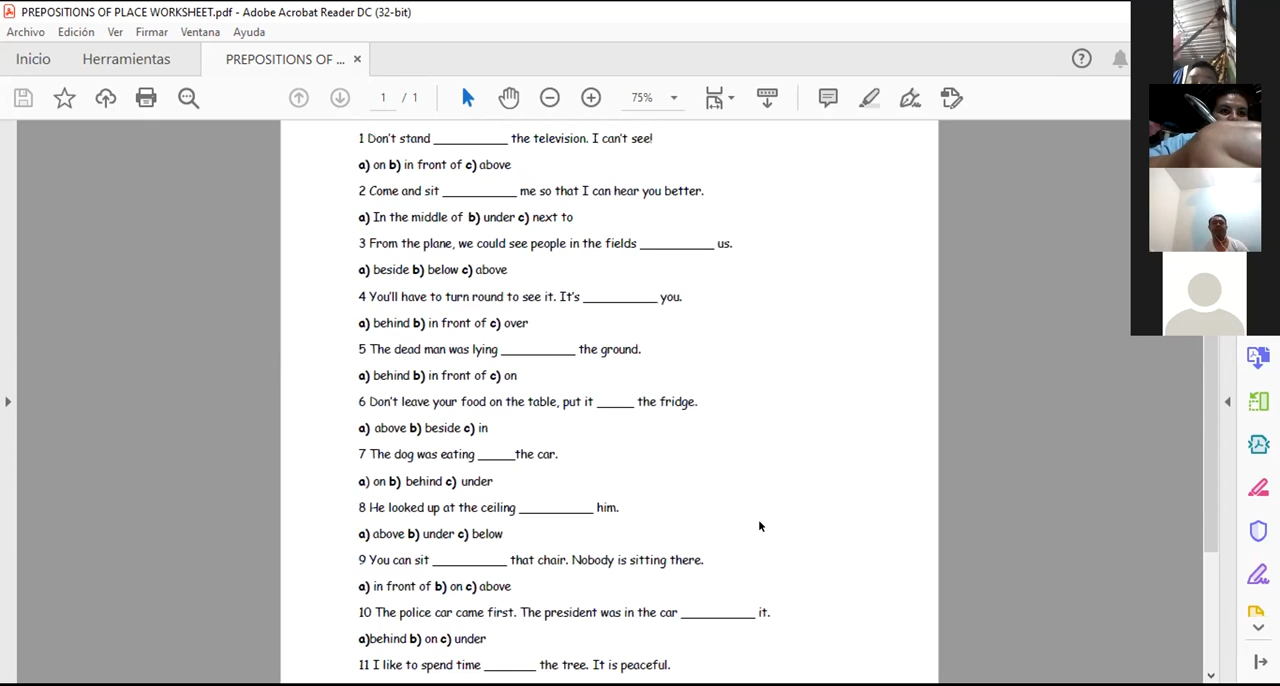 PREPOSITIONS OF PLACE WORKSHEET.pdf - Adobe Acrobat Reader DC (32-bit)
Archivo Edición Ver Firmar Ventana Ayuda
Inicio Herramientas PREPOSITIONS OF ... ×
1 / 1 75%
1 Don't stand ___________ the television. I can't see!
a) on b) in front of c) above
2 Come and sit ___________ me so that I can hear you better.
a) In the middle of b) under c) next to
3 From the plane, we could see people in the fields ___________ us.
a) beside b) below c) above
4 You'll have to turn round to see it. It's ___________ you.
a) behind b) in front of c) over
5 The dead man was lying ___________ the ground.
a) behind b) in front of c) on
6 Don't leave your food on the table, put it _____ the fridge.
a) above b) beside c) in
7 The dog was eating _____the car.
a) on b) behind c) under
8 He looked up at the ceiling ___________ him.
a) above b) under c) below
9 You can sit ___________ that chair. Nobody is sitting there.
a) in front of b) on c) above
10 The police car came first. The president was in the car ___________ it.
a)behind b) on c) under
11 I like to spend time _______ the tree. It is peaceful.